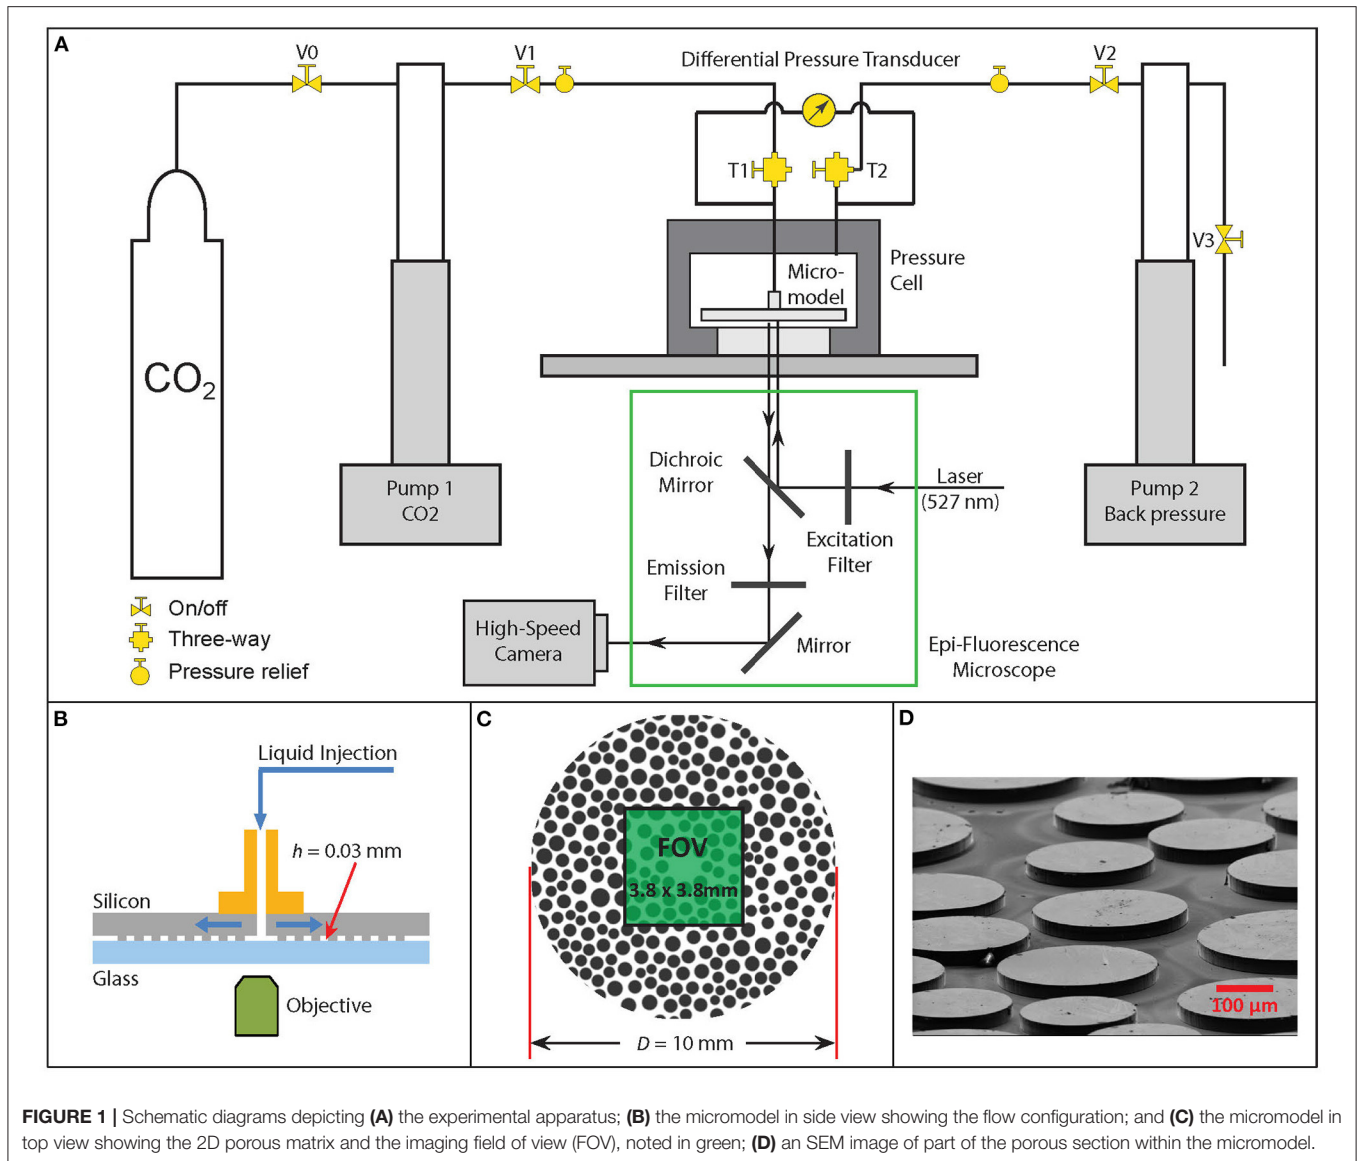 A
V0
V1
Differential Pressure Transducer
V2
T1
T2
V3
Pressure
Cell
Micro-
model
CO2
Pump 1
CO2
Dichroic
Mirror
Laser
(527 nm)
Excitation
Filter
Emission
Filter
Pump 2
Back pressure
On/off
Three-way
Pressure relief
High-Speed
Camera
Mirror
Epi-Fluorescence
Microscope
B
Liquid Injection
h = 0.03 mm
Silicon
Glass
Objective
C
FOV
3.8 x 3.8mm
D = 10 mm
D
100 µm
FIGURE 1 | Schematic diagrams depicting (A) the experimental apparatus; (B) the micromodel in side view showing the flow configuration; and (C) the micromodel in
top view showing the 2D porous matrix and the imaging field of view (FOV), noted in green; (D) an SEM image of part of the porous section within the micromodel.